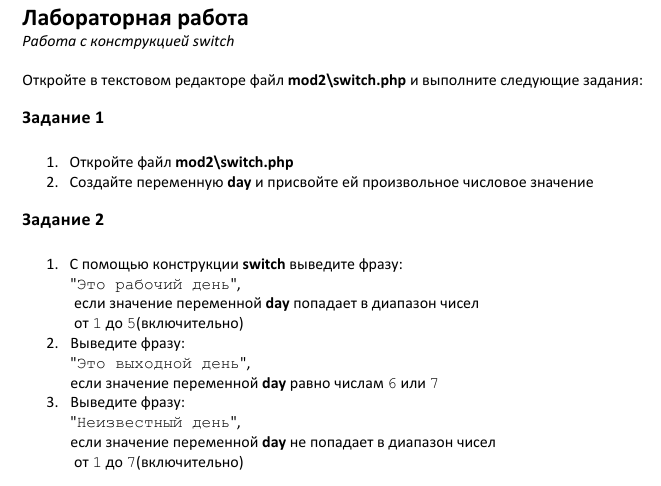 Лабораторная работа
Работа с конструкцией switch
Откройте в текстовом редакторе файл mod2\switch.php и выполните следующие задания:
Задание 1
1. Откройте файл mod2\switch.php
2. Создайте переменную day и присвойте ей произвольное числовое значение
Задание 2
1. С помощью конструкции switch выведите фразу:
"Это рабочий день",
если значение переменной day попадает в диапазон чисел
от 1 до 5(включительно)
2. Выведите фразу:
"Это выходной день",
если значение переменной day равно числам 6 или 7
3. Выведите фразу:
"Неизвестный день",
если значение переменной day не попадает в диапазон чисел
от 1 до 7(включительно)